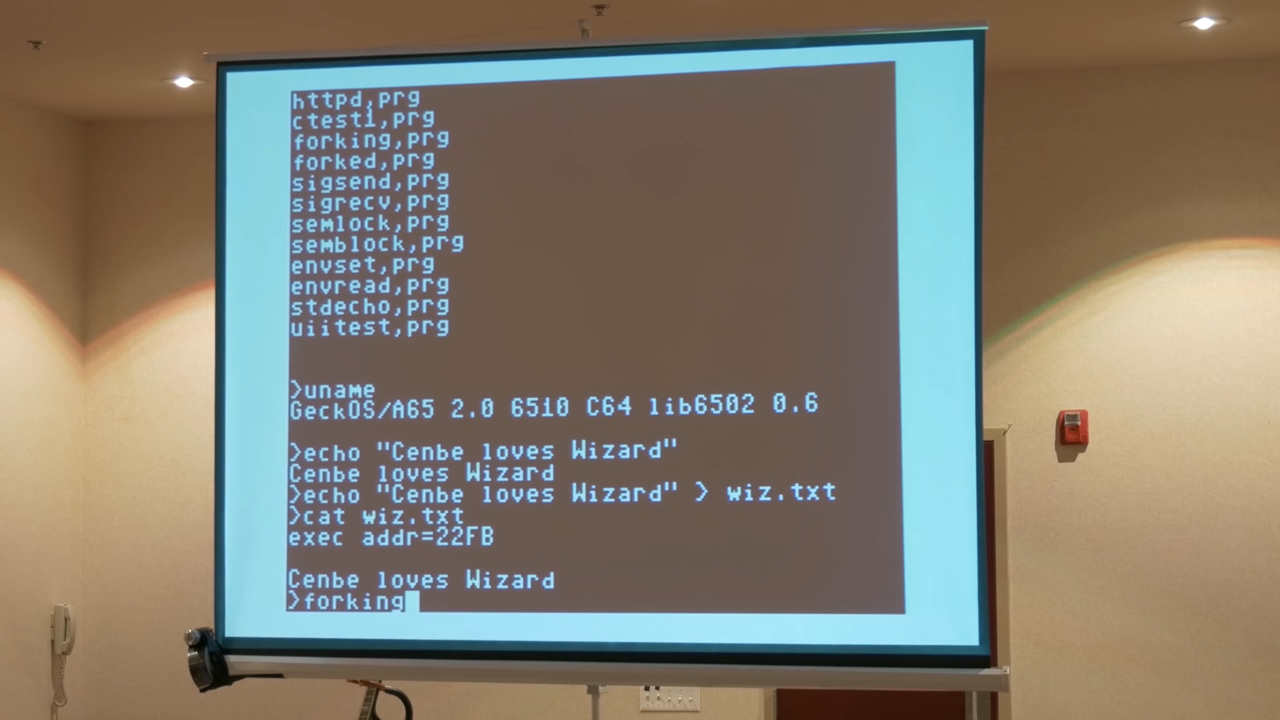 httpd,prg
ctest1,prg
forking,prg
forked,prg
sigsend,prg
sigrecv,prg
semlock,prg
semblock,prg
envset,prg
envread,prg
stdecho,prg
uiitest,prg
>uname
GeckOS/A65 2.0 6510 C64 lib6502 0.6
>echo "Cenbe loves Wizard"
Cenbe loves Wizard
>echo "Cenbe loves Wizard" > wiz.txt
>cat wiz.txt
exec addr=22FB
Cenbe loves Wizard
>forking